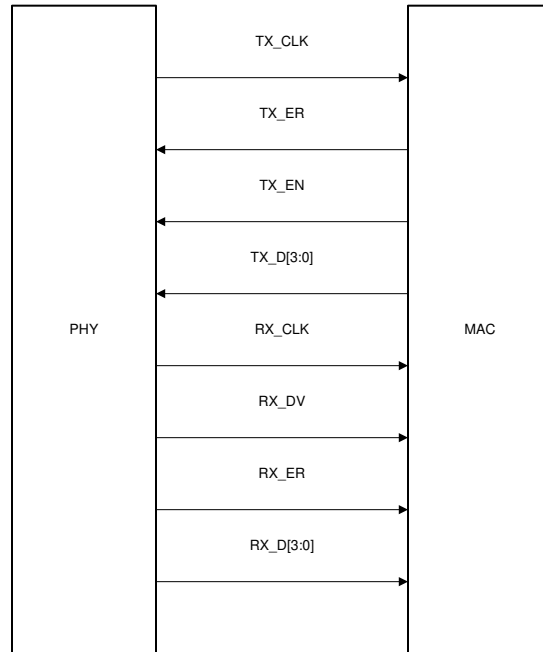 TX_CLK
TX_ER
TX_EN
TX_D[3:0]
PHY
RX_CLK
MAC
RX_DV
RX_ER
RX_D[3:0]